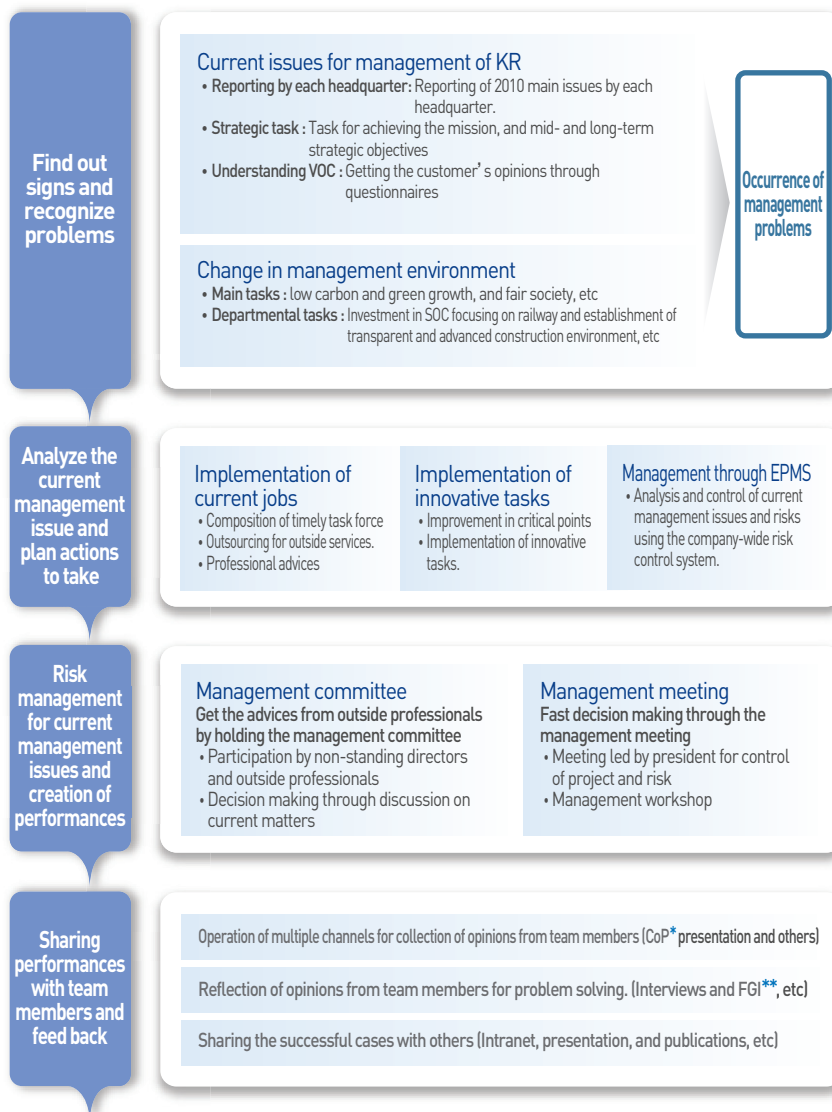 Find out
signs and
recognize
problems
Current issues for management of KR
• Reporting by each headquarter : Reporting of 2010 main issues by each
headquarter.
• Strategic task : Task for achieving the mission, and mid- and long-term
strategic objectives
• Understanding VOC : Getting the customer's opinions through
questionnaires
Change in management environment
• Main tasks : low carbon and green growth, and fair society, etc
• Departmental tasks : Investment in SOC focusing on railway and establishment of
transparent and advanced construction environment, etc
Occurrence of
management
problems
Analyze the
current
management
issue and
plan actions
to take
Implementation of
current jobs
• Composition of timely task force
• Outsourcing for outside services.
• Professional advices
Implementation of
innovative tasks
• Improvement in critical points
• Implementation of innovative
tasks.
Management through EPMS
• Analysis and control of current
management issues and risks
using the company-wide risk
control system.
Risk
management
for current
management
issues and
creation of
performances
Management committee
Get the advices from outside professionals
by holding the management committee
• Participation by non-standing directors
and outside professionals
• Decision making through discussion on
current matters
Management meeting
Fast decision making through the
management meeting
• Meeting led by president for control
of project and risk
• Management workshop
Sharing
performances
with team
members and
feed back
Operation of multiple channels for collection of opinions from team members (CoP* presentation and others)
Reflection of opinions from team members for problem solving. (Interviews and FGI**, etc)
Sharing the successful cases with others (Intranet, presentation, and publications, etc)